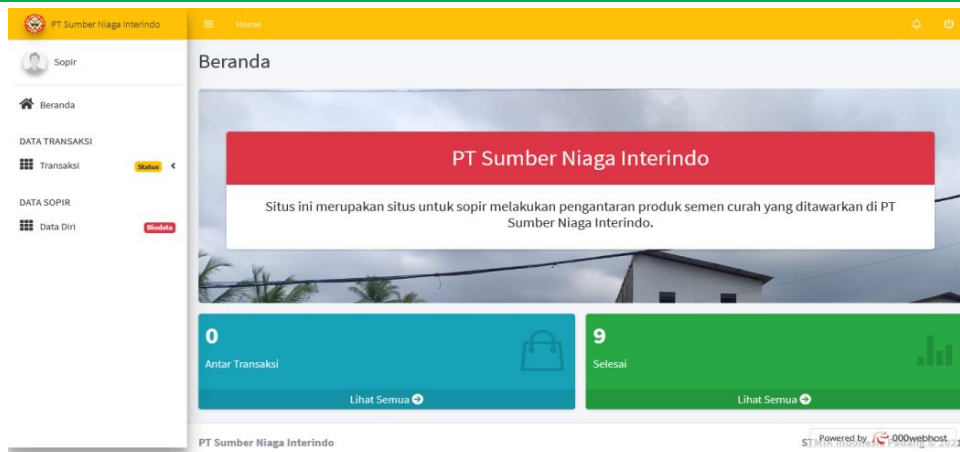 PT Sumber Niaga Interindo
Home
Sopir
Beranda
Beranda
DATA TRANSAKSI
Transaksi Status
DATA SOPIR
Data Diri Biodata
PT Sumber Niaga Interindo
Situs ini merupakan situs untuk sopir melakukan pengantaran produk semen curah yang ditawarkan di PT
Sumber Niaga Interindo.
0
Antar Transaksi
Lihat Semua
9
Selesai
Lihat Semua
PT Sumber Niaga Interindo
Powered by 000webhost